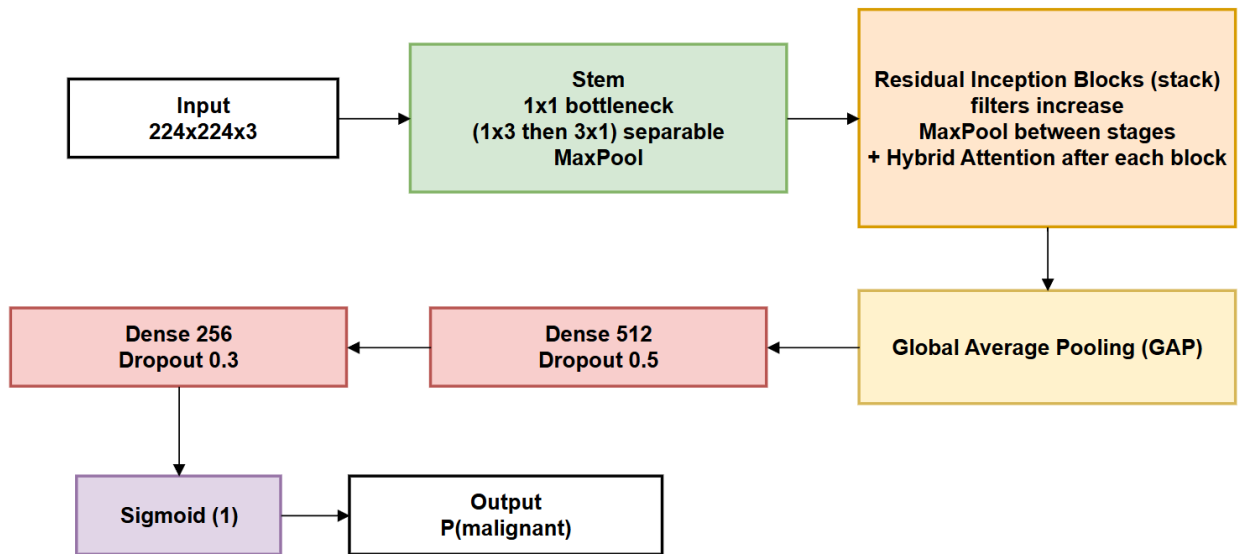 Input
224x224x3
Stem
1x1 bottleneck
(1x3 then 3x1) separable
MaxPool
Residual Inception Blocks (stack)
filters increase
MaxPool between stages
+ Hybrid Attention after each block
Global Average Pooling (GAP)
Dense 512
Dropout 0.5
Dense 256
Dropout 0.3
Sigmoid (1)
Output
P(malignant)